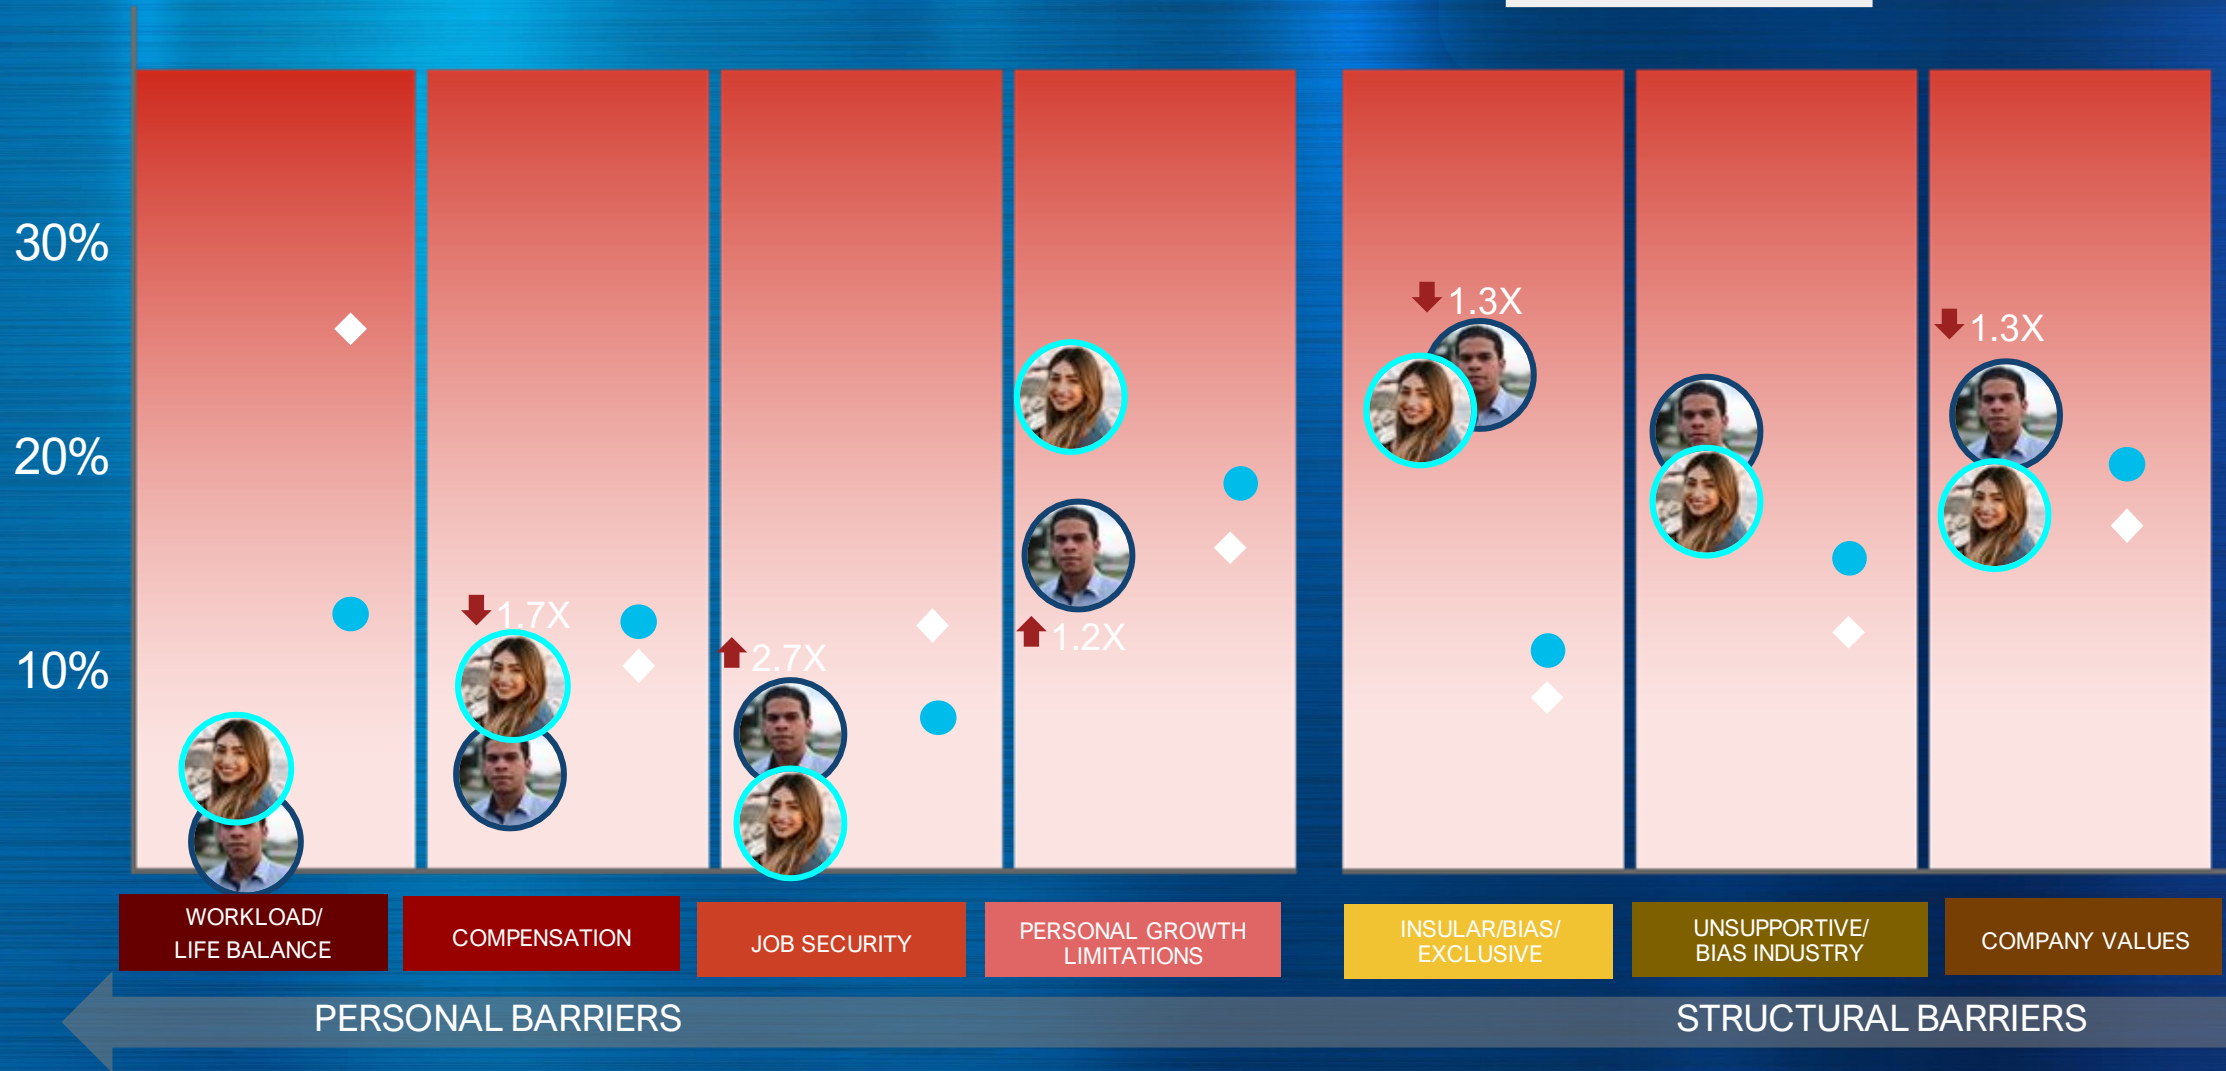 30%
20%
10%
1.7X
2.7X
1.2X
1.3X
1.3X
WORKLOAD/
LIFE BALANCE
COMPENSATION
JOB SECURITY
PERSONAL GROWTH
LIMITATIONS
INSULAR/BIAS/
EXCLUSIVE
UNSUPPORTIVE/
BIAS INDUSTRY
COMPANY VALUES
PERSONAL BARRIERS
STRUCTURAL BARRIERS